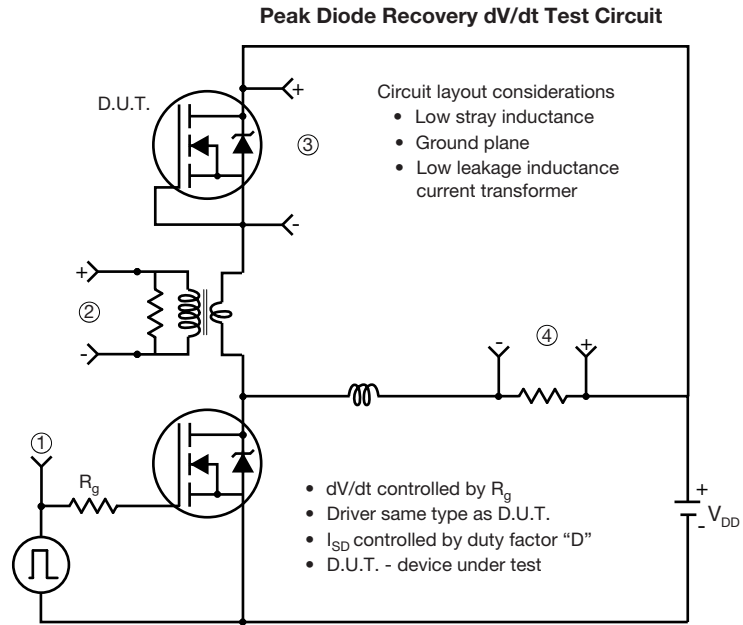 Peak Diode Recovery dV/dt Test Circuit
D.U.T.
+
Circuit layout considerations
• Low stray inductance
• Ground plane
• Low leakage inductance
current transformer
③
-
+
②
-
-
④
+
①
Rg
• dV/dt controlled by Rg
• Driver same type as D.U.T.
• ISD controlled by duty factor “D”
• D.U.T. - device under test
+
VDD
-